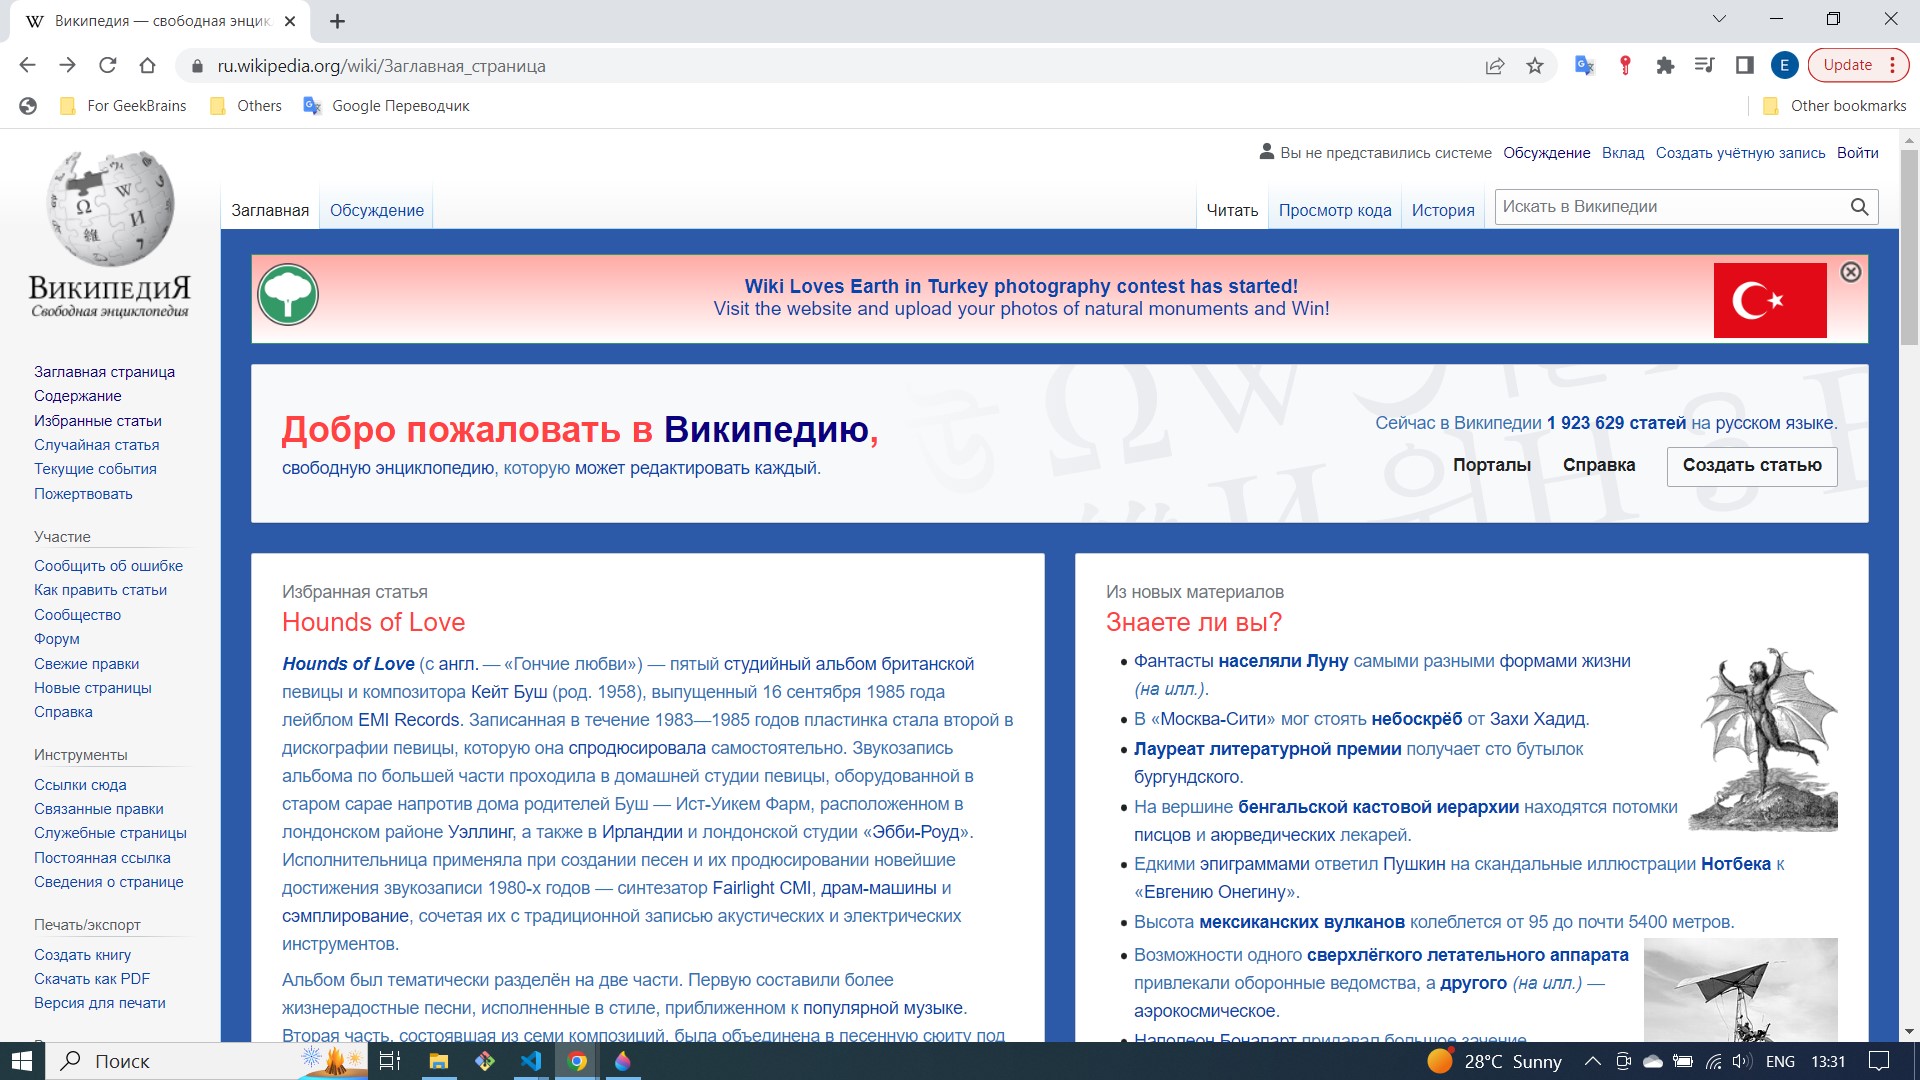 Википедия — свободная энцик
ru.wikipedia.org/wiki/Заглавная_страница
E
Update
For GeekBrains
Others
Google Переводчик
Other bookmarks
ВикипедиЯ
Свободная энциклопедия
Вы не представились системе Обсуждение Вклад Создать учётную запись Войти
Заглавная Обсуждение
Читать Просмотр кода История
Искать в Википедии
Wiki Loves Earth in Turkey photography contest has started!
Visit the website and upload your photos of natural monuments and Win!
Заглавная страница
Содержание
Избранные статьи
Случайная статья
Текущие события
Пожертвовать
Участие
Сообщить об ошибке
Как править статьи
Сообщество
Форум
Свежие правки
Новые страницы
Справка
Инструменты
Ссылки сюда
Связанные правки
Служебные страницы
Постоянная ссылка
Сведения о странице
Печать/экспорт
Создать книгу
Скачать как PDF
Версия для печати
Добро пожаловать в Википедию,
свободную энциклопедию, которую может редактировать каждый.
Сейчас в Википедии 1 923 629 статей на русском языке.
Порталы Справка Создать статью
Избранная статья
Hounds of Love
Hounds of Love (с англ. — «Гончие любви») — пятый студийный альбом британской
певицы и композитора Кейт Буш (род. 1958), выпущенный 16 сентября 1985 года
лейблом EMI Records. Записанная в течение 1983—1985 годов пластинка стала второй в
дискографии певицы, которую она спродюсировала самостоятельно. Звукозапись
альбома по большей части проходила в домашней студии певицы, оборудованной в
старом сарае напротив дома родителей Буш — Ист-Уикем Фарм, расположенном в
лондонском районе Уэллинг, а также в Ирландии и лондонской студии «Эбби-Роуд».
Исполнительница применяла при создании песен и их продюсировании новейшие
достижения звукозаписи 1980-х годов — синтезатор Fairlight CMI, драм-машины и
сэмплирование, сочетая их с традиционной записью акустических и электрических
инструментов.
Альбом был тематически разделён на две части. Первую составили более
жизнерадостные песни, исполненные в стиле, приближенном к популярной музыке.
Вторая часть, состоявшая из семи композиций, была объединена в песенную сюиту под
Из новых материалов
Знаете ли вы?
Фантасты населяли Луну самыми разными формами жизни
(на илл.).
В «Москва-Сити» мог стоять небоскрёб от Захи Хадид.
Лауреат литературной премии получает сто бутылок
бургундского.
На вершине бенгальской кастовой иерархии находятся потомки
писцов и аюрведических лекарей.
Едкими эпиграммами ответил Пушкин на скандальные иллюстрации Нотбека к
«Евгению Онегину».
Высота мексиканских вулканов колеблется от 95 до почти 5400 метров.
Возможности одного сверхлёгкого летательного аппарата
привлекали оборонные ведомства, а другого (на илл.) —
аэрокосмическое.
Наполеон Бонапарт придавал большое значение
Поиск
28°C Sunny
ENG
13:31